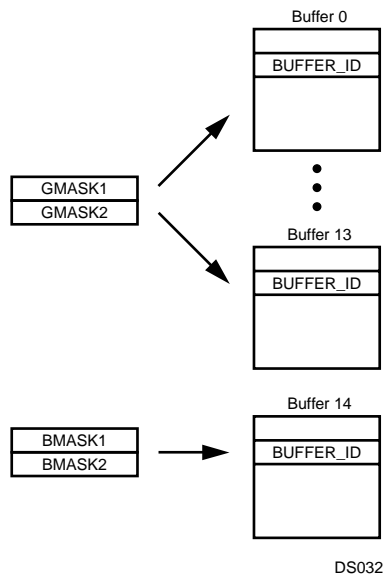 Buffer 0
BUFFER_ID
GMASK1
GMASK2
Buffer 13
BUFFER_ID
Buffer 14
BMASK1
BUFFER_ID
BMASK2
DS032